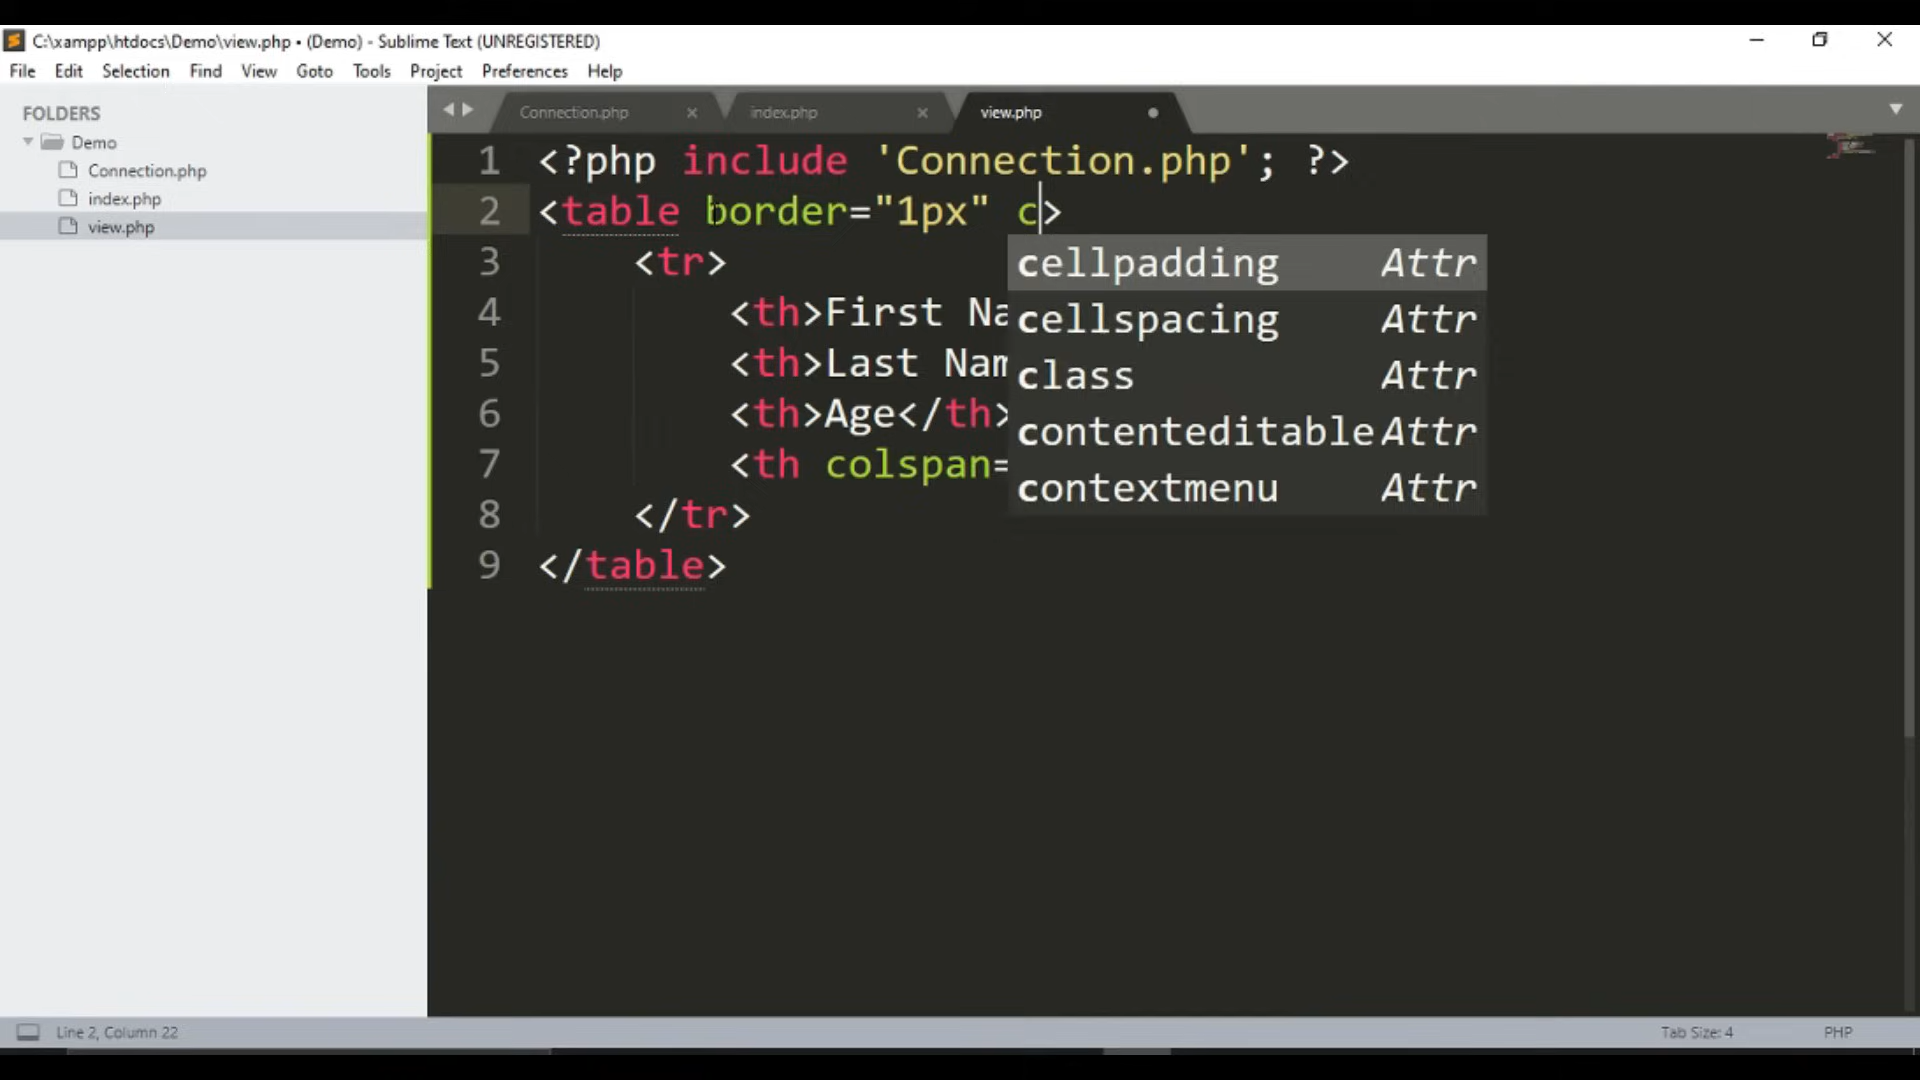 C:\xampp\htdocs\Demo\view.php • (Demo) - Sublime Text (UNREGISTERED)
File Edit Selection Find View Goto Tools Project Preferences Help
FOLDERS
Demo
Connection.php
index.php
view.php
Connection.php index.php view.php
1 <?php include 'Connection.php'; ?>
2 <table border="1px" c>
3 <tr>
4 <th>First Na
5 <th>Last Nam
6 <th>Age</th>
7 <th colspan=
8 </tr>
9 </table>
cellpadding Attr
cellspacing Attr
class Attr
contenteditable Attr
contextmenu Attr
Line 2, Column 22 Tab Size: 4 PHP